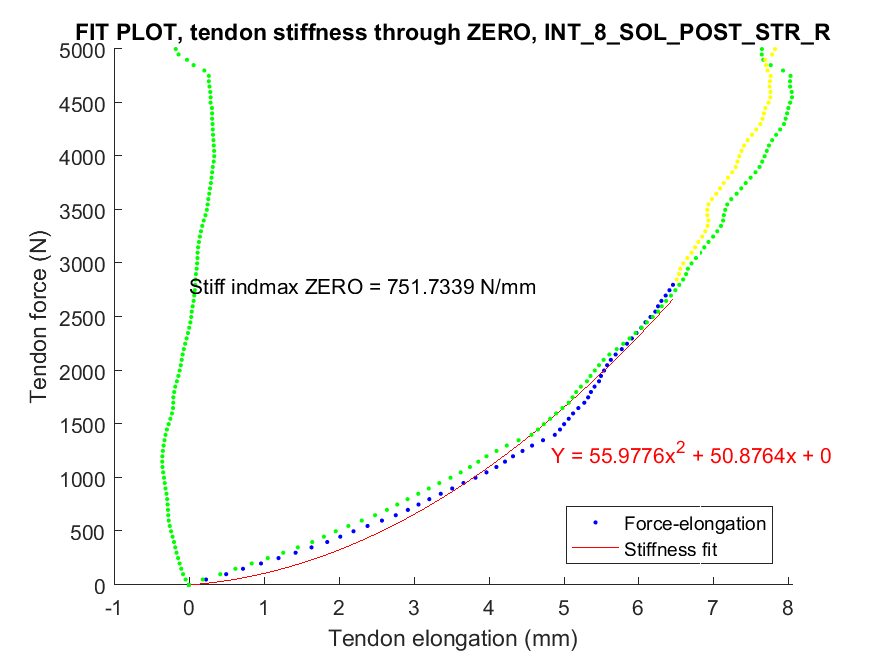 FIT PLOT, tendon stiffness through ZERO, INT_8_SOL_POST_STR_R
5000
4500
4000
3500
3000
2500
2000
1500
1000
500
0
Tendon force (N)
Stiff indmax ZERO = 751.7339 N/mm
Y = 55.9776x² + 50.8764x + 0
Force-elongation
Stiffness fit
-1 0 1 2 3 4 5 6 7 8
Tendon elongation (mm)